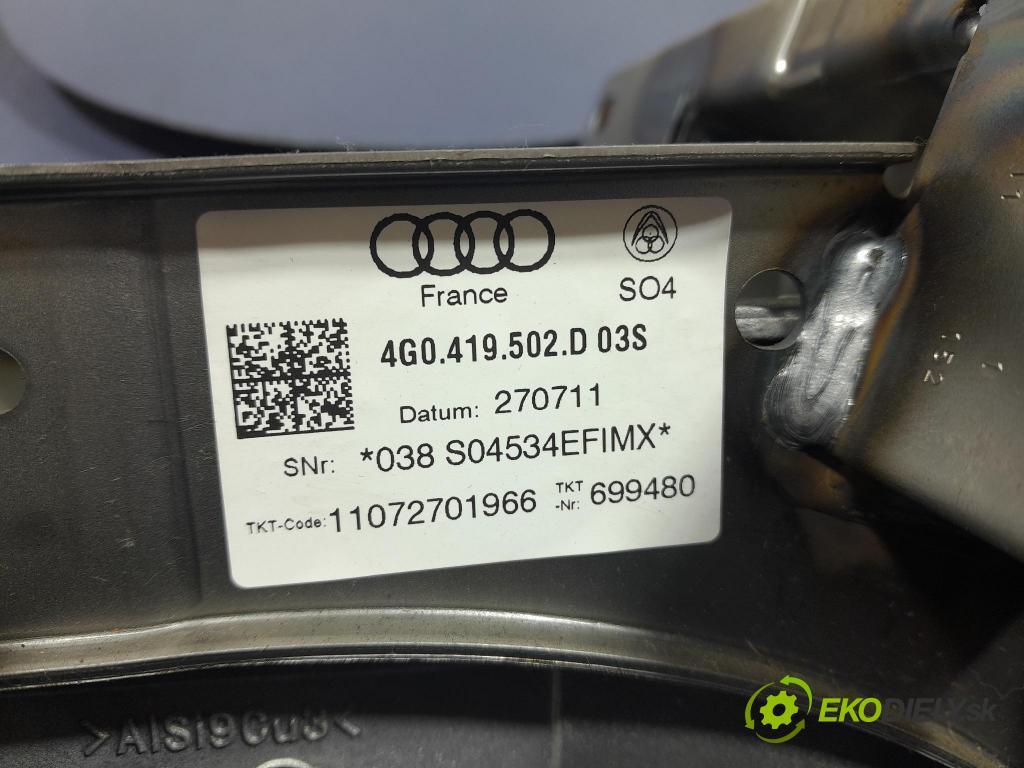 France
SO4
4G0.419.502.D 03S
Datum: 270711
SNr: *038 S04534EFIMX*
TKT-Code: 11072701966 TKT-Nr: 699480
>AlSi9Cu3<
EKODIELY.sk